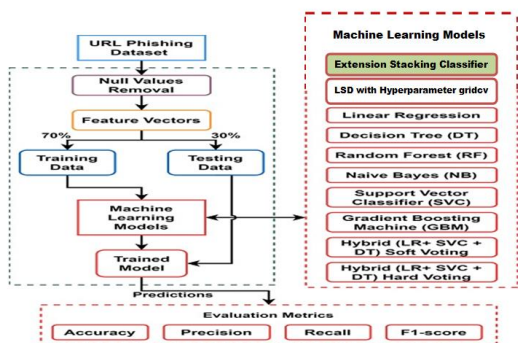 URL Phishing
Dataset
Null Values
Removal
Feature Vectors
70%
30%
Training
Data
Testing
Data
Machine
Learning
Models
Trained
Model
Predictions
Machine Learning Models
Extension Stacking Classifier
LSD with Hyperparameter gridcv
Linear Regression
Decision Tree (DT)
Random Forest (RF)
Naive Bayes (NB)
Support Vector
Classifier (SVC)
Gradient Boosting
Machine (GBM)
Hybrid (LR+ SVC +
DT) Soft Voting
Hybrid (LR+ SVC +
DT) Hard Voting
Evaluation Metrics
Accuracy
Precision
Recall
F1-score